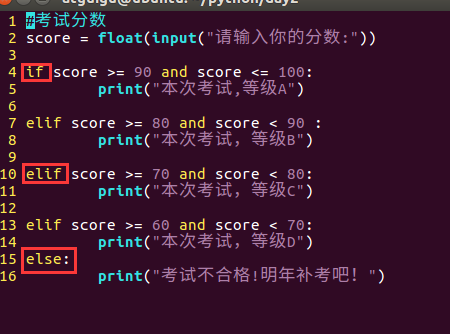 1 #考试分数
2 score = float(input("请输入你的分数:"))
3
4 if score >= 90 and score <= 100:
5 print("本次考试,等级A")
6
7 elif score >= 80 and score < 90 :
8 print("本次考试，等级B")
9
10 elif score >= 70 and score < 80:
11 print("本次考试，等级C")
12
13 elif score >= 60 and score < 70:
14 print("本次考试，等级D")
15 else:
16 print("考试不合格!明年补考吧！")